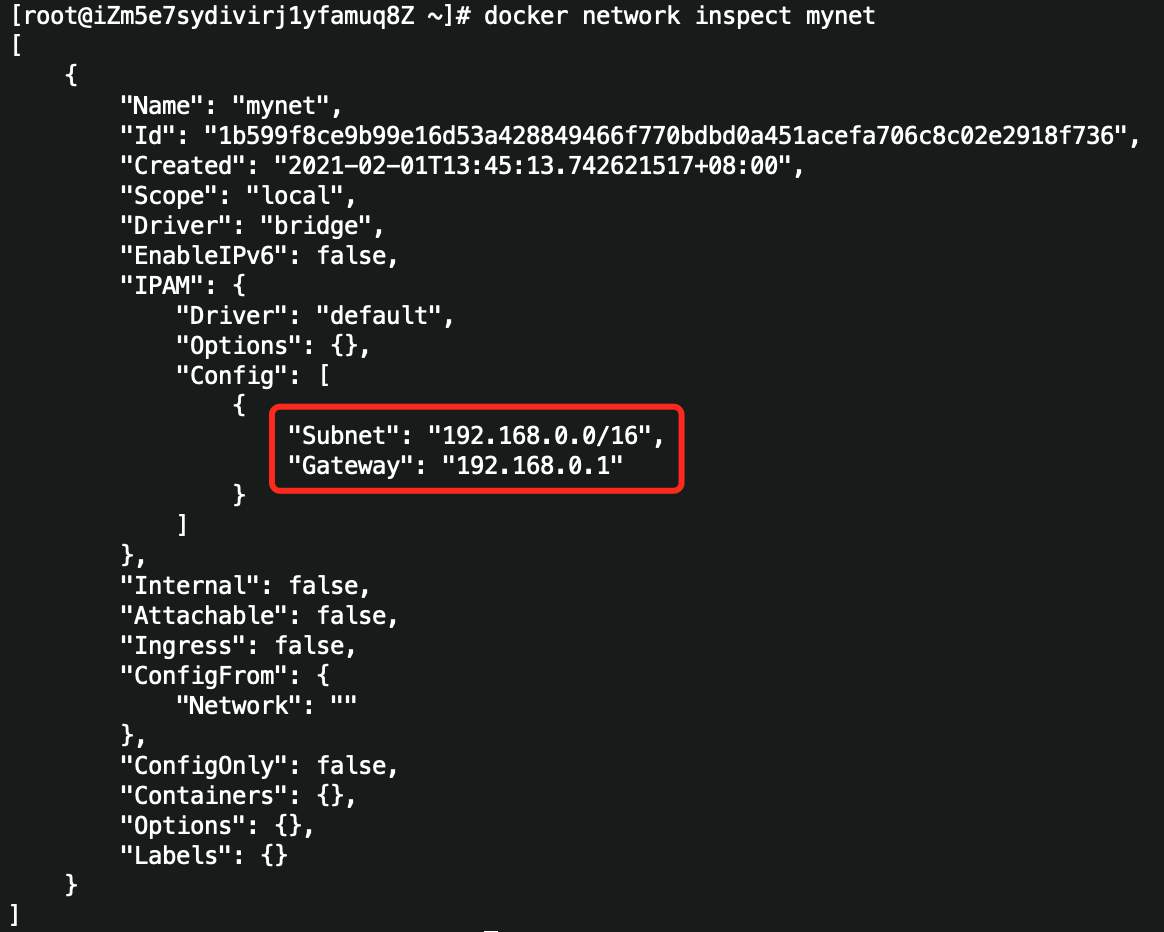 [root@iZm5e7sydivirj1yfamuq8Z ~]# docker network inspect mynet
[
    {
        "Name": "mynet",
        "Id": "1b599f8ce9b99e16d53a428849466f770bdbd0a451acefa706c8c02e2918f736",
        "Created": "2021-02-01T13:45:13.742621517+08:00",
        "Scope": "local",
        "Driver": "bridge",
        "EnableIPv6": false,
        "IPAM": {
            "Driver": "default",
            "Options": {},
            "Config": [
                {
                    "Subnet": "192.168.0.0/16",
                    "Gateway": "192.168.0.1"
                }
            ]
        },
        "Internal": false,
        "Attachable": false,
        "Ingress": false,
        "ConfigFrom": {
            "Network": ""
        },
        "ConfigOnly": false,
        "Containers": {},
        "Options": {},
        "Labels": {}
    }
]